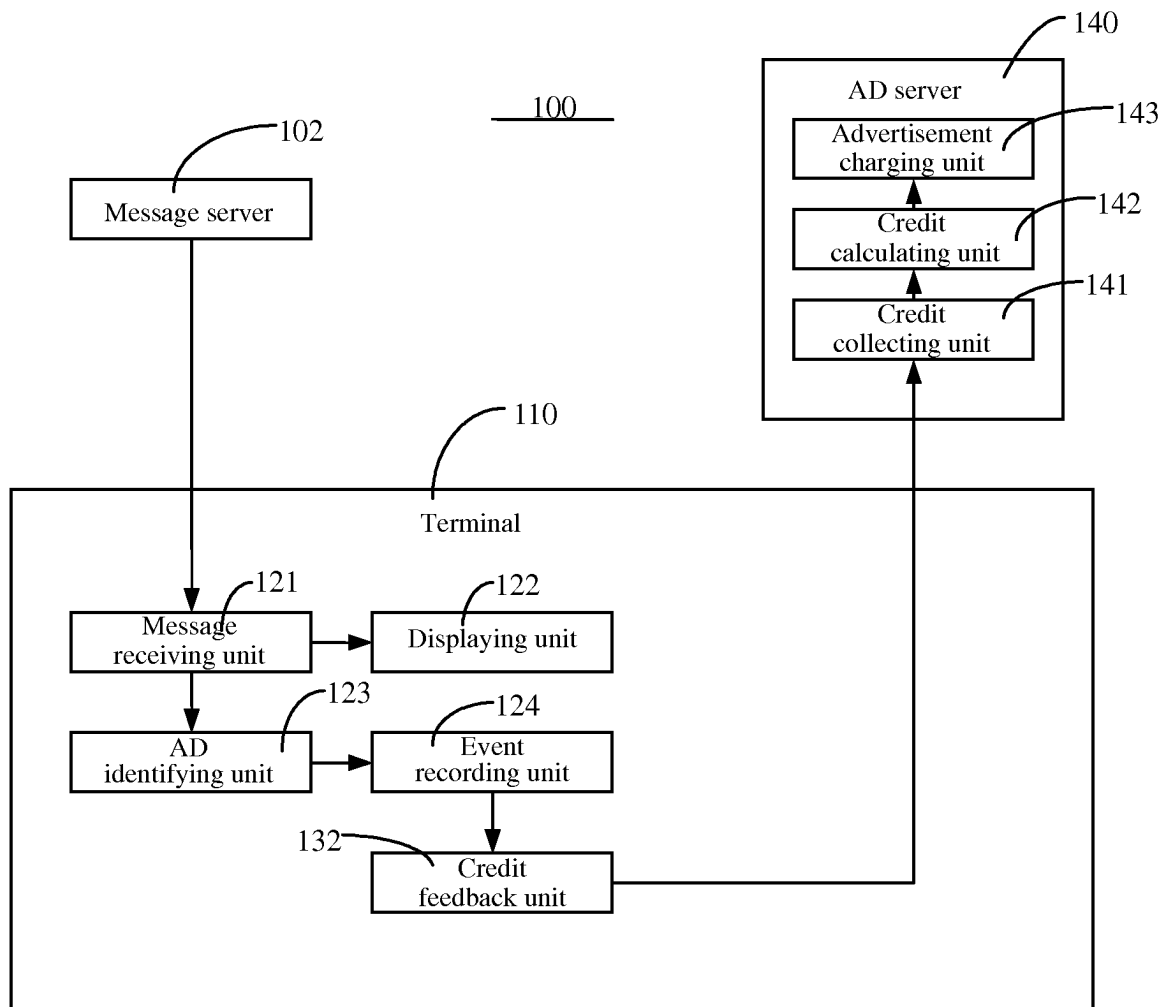 140
AD server
100
143
102
Advertisement
charging unit
Message server
142
Credit
calculating unit
141
Credit
collecting unit
110
Terminal
121
122
Message
receiving unit
Displaying unit
123
124
AD
identifying unit
Event
recording unit
132
Credit
feedback unit